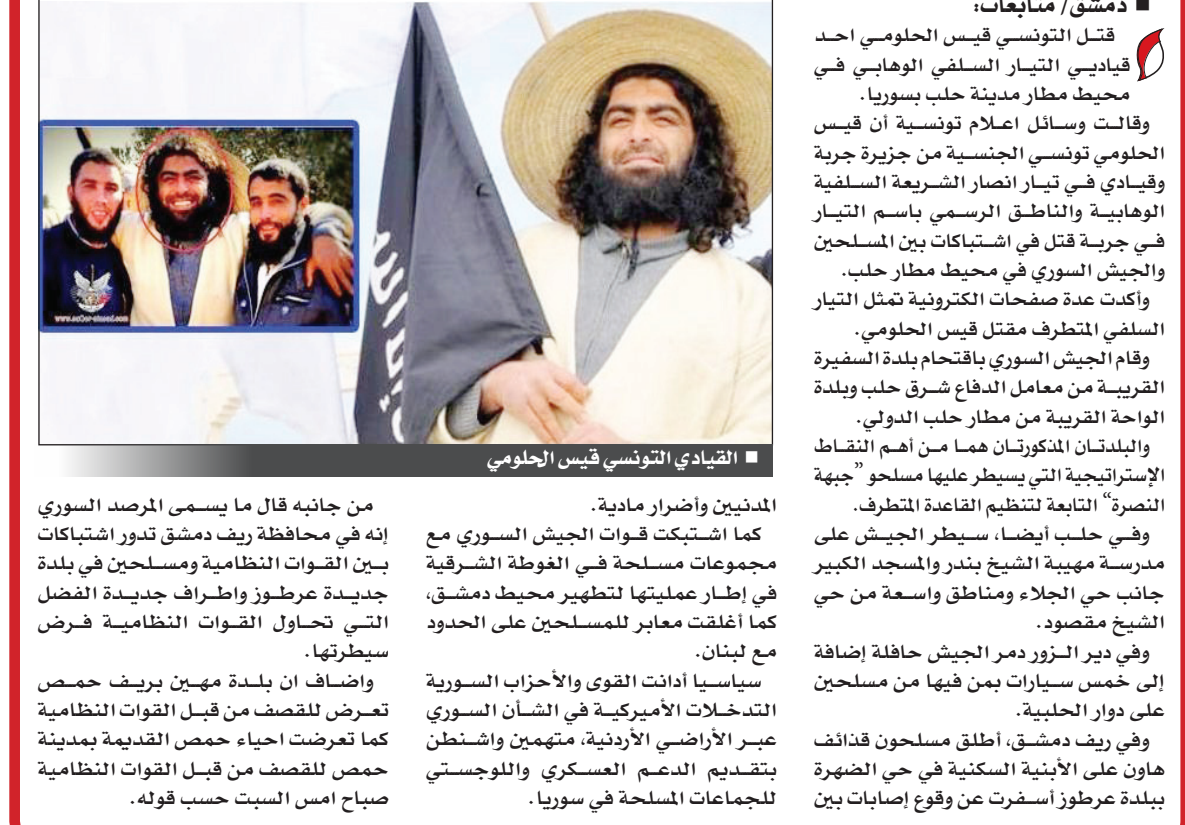 ■ دمشق/ متابعات:
قتل التونسي قيس الحلومي احد
قياديي التيار السلفي الوهابي في
محيط مطار مدينة حلب بسوريا.
وقالت وسائل اعلام تونسية أن قيس
الحلومي تونسي الجنسية من جزيرة جربة
وقيادي في تيار انصار الشريعة السلفية
الوهابية والناطق الرسمي باسم التيار
في جربة قتل في اشتباكات بين المسلحين
والجيش السوري في محيط مطار حلب.
وأكدت عدة صفحات الكترونية تمثل التيار
السلفي المتطرف مقتل قيس الحلومي.
وقام الجيش السوري باقتحام بلدة السفيرة
القريبة من معامل الدفاع شرق حلب وبلدة
الواحة القريبة من مطار حلب الدولي.
والبلدتان المذكورتان هما من أهم النقاط
الإستراتيجية التي يسيطر عليها مسلحو ”جبهة
النصرة“ التابعة لتنظيم القاعدة المتطرف.
وفي حلب أيضا، سيطر الجيش على
مدرسة مهيبة الشيخ بندر والمسجد الكبير
جانب حي الجلاء ومناطق واسعة من حي
الشيخ مقصود.
وفي دير الزور دمر الجيش حافلة إضافة
إلى خمس سيارات بمن فيها من مسلحين
على دوار الحلبية.
وفي ريف دمشق، أطلق مسلحون قذائف
هاون على الأبنية السكنية في حي الضهرة
ببلدة عرطوز أسفرت عن وقوع إصابات بين
■ القيادي التونسي قيس الحلومي
المدنيين وأضرار مادية.
كما اشتبكت قوات الجيش السوري مع
مجموعات مسلحة في الغوطة الشرقية
في إطار عمليتها لتطهير محيط دمشق،
كما أغلقت معابر للمسلحين على الحدود
مع لبنان.
سياسيا أدانت القوى والأحزاب السورية
التدخلات الأميركية في الشأن السوري
عبر الأراضي الأردنية، متهمين واشنطن
بتقديم الدعم العسكري واللوجستي
للجماعات المسلحة في سوريا.
من جانبه قال ما يسمى المرصد السوري
إنه في محافظة ريف دمشق تدور اشتباكات
بين القوات النظامية ومسلحين في بلدة
جديدة عرطوز واطراف جديدة الفضل
التي تحاول القوات النظامية فرض
سيطرتها.
واضاف ان بلدة مهين بريف حمص
تعرض للقصف من قبل القوات النظامية
كما تعرضت احياء حمص القديمة بمدينة
حمص للقصف من قبل القوات النظامية
صباح امس السبت حسب قوله.